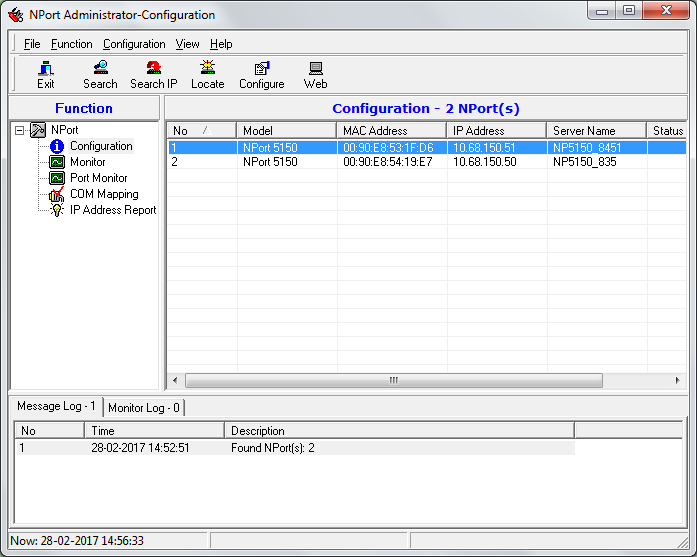 NPort Administrator-Configuration
File Function Configuration View Help
Exit Search Search IP Locate Configure Web
Function
NPort
Configuration
Monitor
Port Monitor
COM Mapping
IP Address Report
Configuration - 2 NPort(s)
No Model MAC Address IP Address Server Name Status
1 NPort 5150 00:90:E8:53:1F:D6 10.68.150.51 NP5150_8451
2 NPort 5150 00:90:E8:54:19:E7 10.68.150.50 NP5150_835
Message Log - 1 Monitor Log - 0
No Time Description
1 28-02-2017 14:52:51 Found NPort(s): 2
Now: 28-02-2017 14:56:33